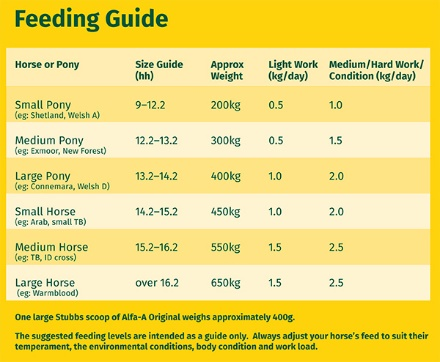 Feeding Guide
Horse or Pony Size Guide (hh) Approx Weight Light Work (kg/day) Medium/Hard Work/ Condition (kg/day)
Small Pony 9–12.2 200kg 0.5 1.0
(eg: Shetland, Welsh A)
Medium Pony 12.2–13.2 300kg 0.5 1.5
(eg: Exmoor, New Forest)
Large Pony 13.2–14.2 400kg 1.0 2.0
(eg: Connemara, Welsh D)
Small Horse 14.2–15.2 450kg 1.0 2.0
(eg: Arab, small TB)
Medium Horse 15.2–16.2 550kg 1.5 2.5
(eg: TB, ID cross)
Large Horse over 16.2 650kg 1.5 2.5
(eg: Warmblood)
One large Stubbs scoop of Alfa-A Original weighs approximately 400g.
The suggested feeding levels are intended as a guide only. Always adjust your horse's feed to suit their
temperament, the environmental conditions, body condition and work load.